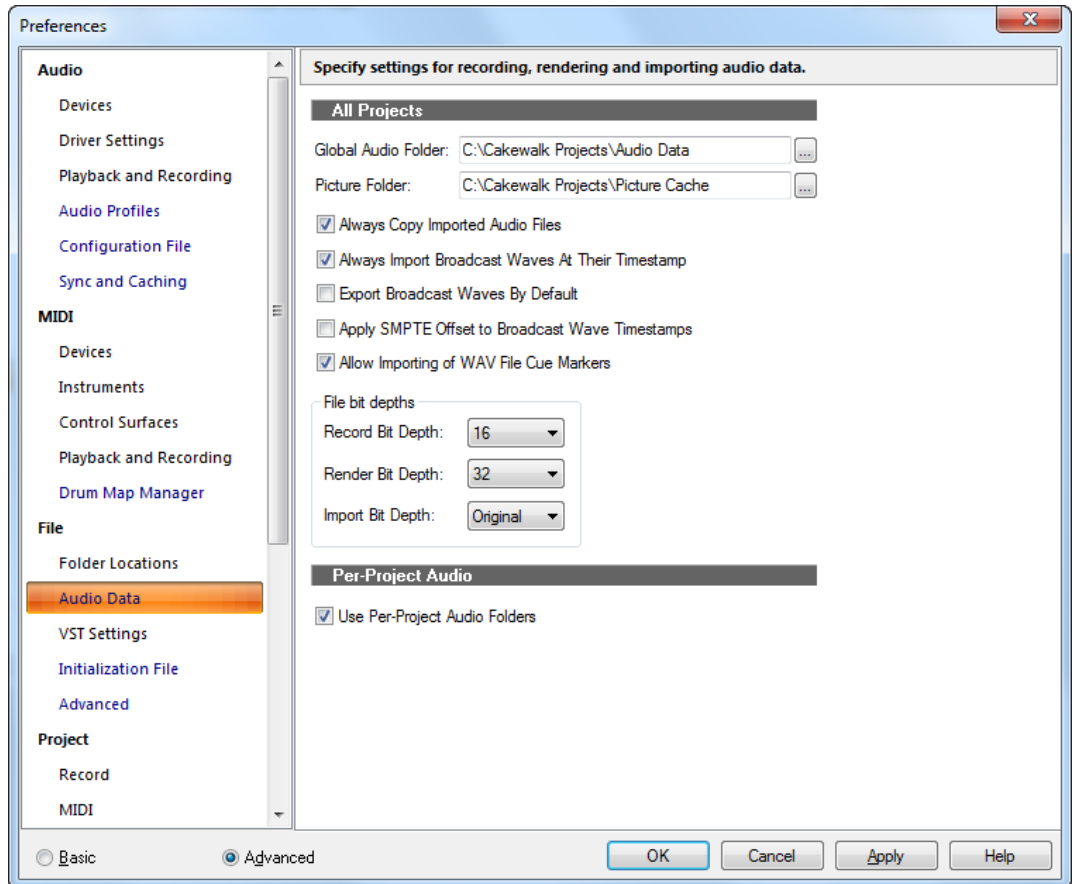 Preferences
Audio
Devices
Driver Settings
Playback and Recording
Audio Profiles
Configuration File
Sync and Caching
MIDI
Devices
Instruments
Control Surfaces
Playback and Recording
Drum Map Manager
File
Folder Locations
Audio Data
VST Settings
Initialization File
Advanced
Project
Record
MIDI
Specify settings for recording, rendering and importing audio data.
All Projects
Global Audio Folder: C:\Cakewalk Projects\Audio Data ...
Picture Folder: C:\Cakewalk Projects\Picture Cache ...
Always Copy Imported Audio Files
Always Import Broadcast Waves At Their Timestamp
Export Broadcast Waves By Default
Apply SMPTE Offset to Broadcast Wave Timestamps
Allow Importing of WAV File Cue Markers
File bit depths
Record Bit Depth: 16
Render Bit Depth: 32
Import Bit Depth: Original
Per-Project Audio
Use Per-Project Audio Folders
Basic Advanced OK Cancel Apply Help